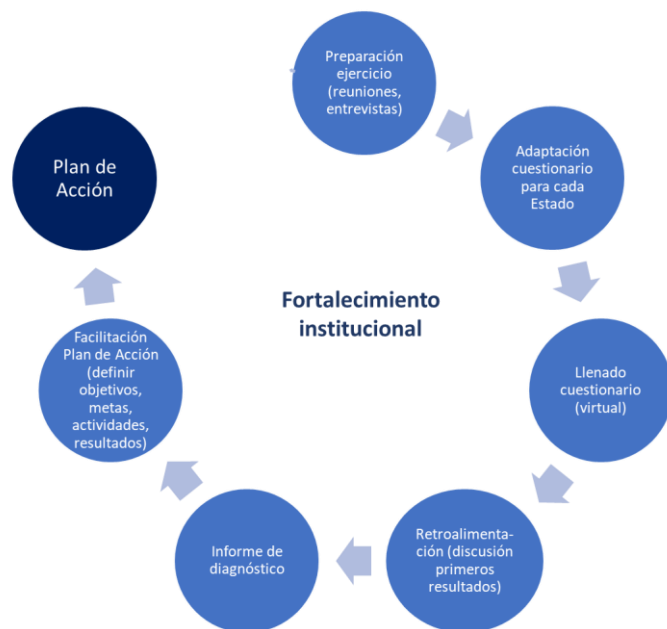 Preparación
ejercicio
(reuniones,
entrevistas)
Adaptación
cuestionario
para cada
Estado
Llenado
cuestionario
(virtual)
Retroalimenta-
ción (discusión
primeros
resultados)
Informe de
diagnóstico
Facilitación
Plan de Acción
(definir
objetivos,
metas,
actividades,
resultados)
Plan de
Acción
Fortalecimiento
institucional